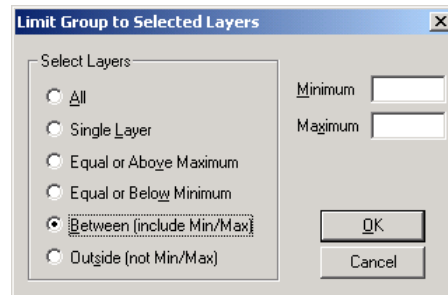 Limit Group to Selected Layers
Select Layers
All
Single Layer
Equal or Above Maximum
Equal or Below Minimum
Between (include Min/Max)
Outside (not Min/Max)
Minimum
Maximum
OK
Cancel